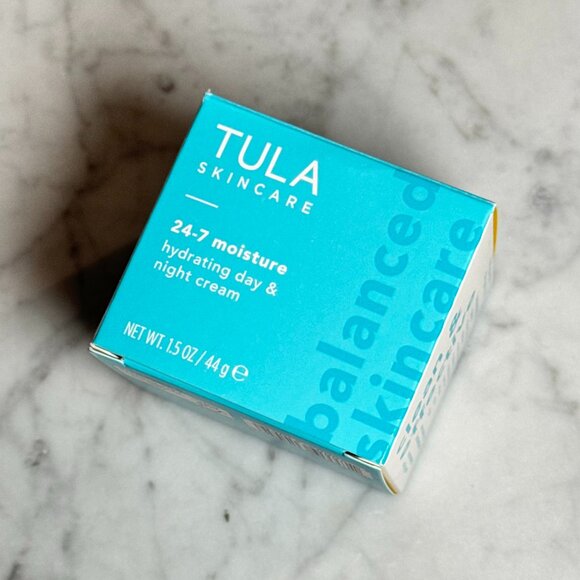 TULA
SKINCARE
24-7 moisture
hydrating day &
night cream
NET WT. 1.5 OZ / 44 g ℮
balanced
skincare